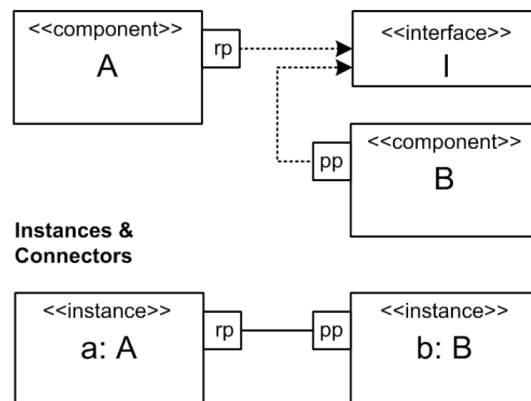 <<component>>
A
rp
<<interface>>
I
<<component>>
B
pp
Instances &
Connectors
<<instance>>
a: A
rp
pp
<<instance>>
b: B